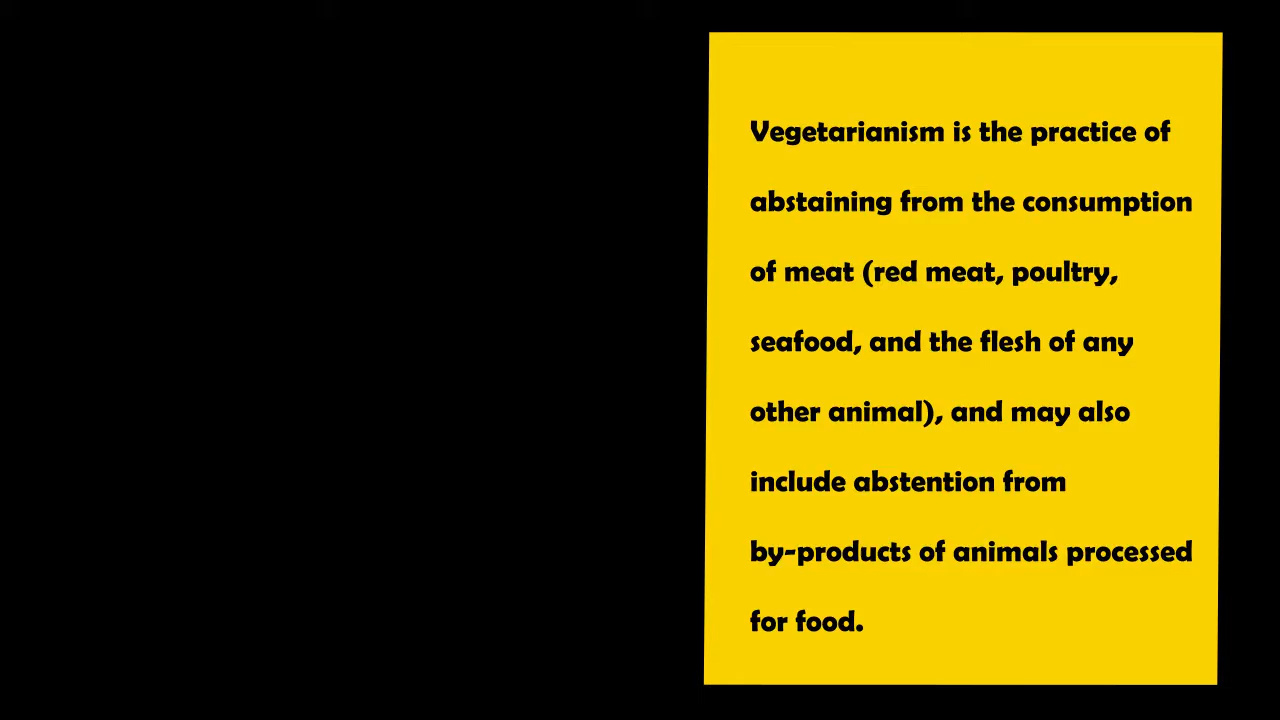 Vegetarianism is the practice of
abstaining from the consumption
of meat (red meat, poultry,
seafood, and the flesh of any
other animal), and may also
include abstention from
by-products of animals processed
for food.